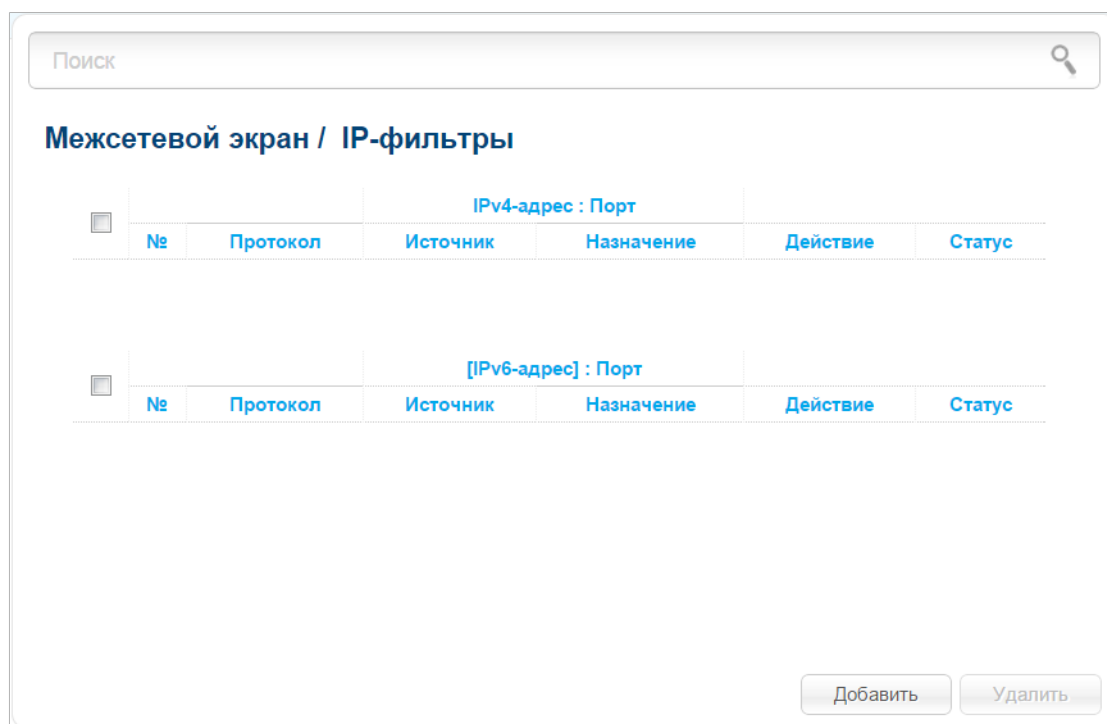 Поиск
Межсетевой экран / IP-фильтры
IPv4-адрес : Порт
№ Протокол Источник Назначение Действие Статус
[IPv6-адрес] : Порт
№ Протокол Источник Назначение Действие Статус
Добавить Удалить